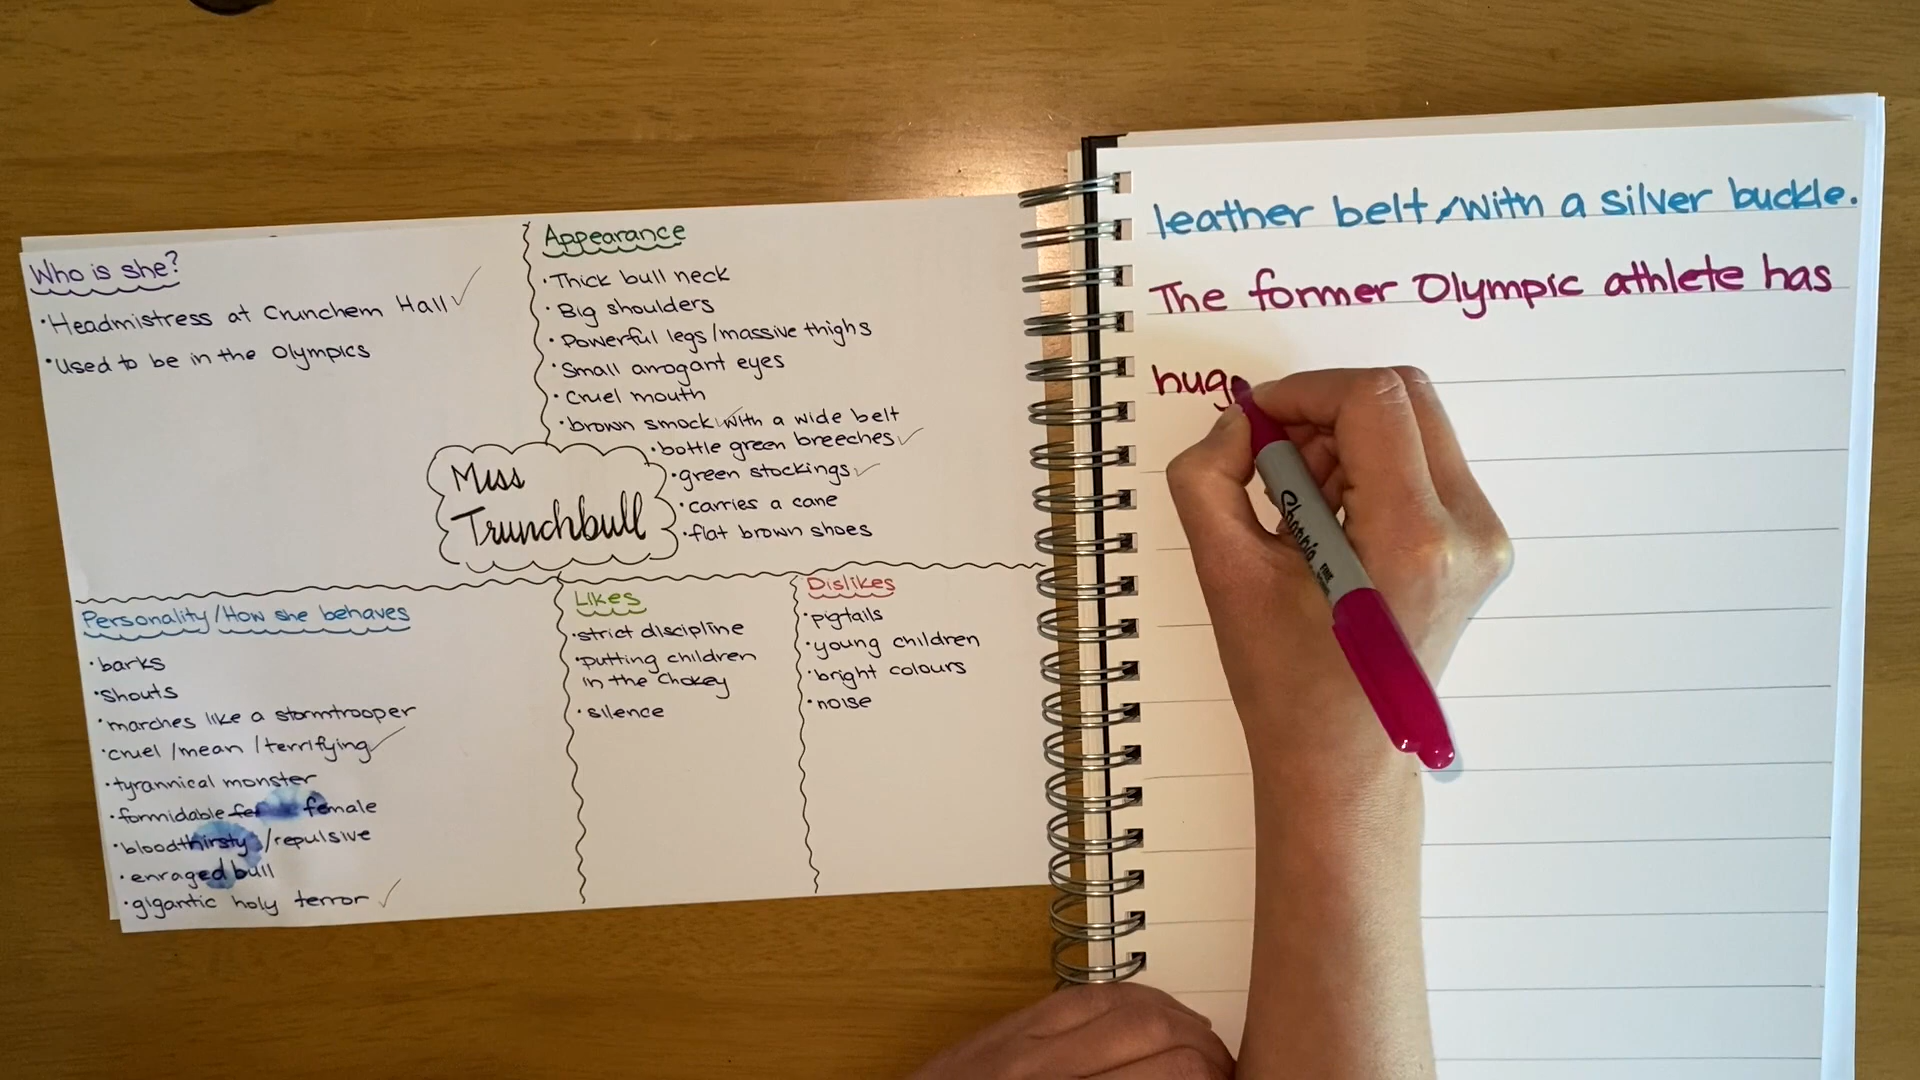 Who is she?
·Headmistress at Crunchem Hall ✓
·Used to be in the Olympics
Appearance
·Thick bull neck
·Big shoulders
·Powerful legs/massive thighs
·Small arrogant eyes
·Cruel mouth
·brown smock ✓ with a wide belt
·bottle green breeches ✓
·green stockings ✓
·carries a cane
·flat brown shoes
Miss
Trunchbull
Personality/How she behaves
·barks
·shouts
·marches like a stormtrooper
·cruel/mean/terrifying ✓
·tyrannical monster
·formidable female
·bloodthirsty/repulsive
·enraged bull
·gigantic holy terror ✓
Likes
·strict discipline
·putting children
in the Chokey
·silence
Dislikes
·pigtails
·young children
·bright colours
·noise
leather belt, with a silver buckle.
The former Olympic athlete has
huge
Sharpie
FINE